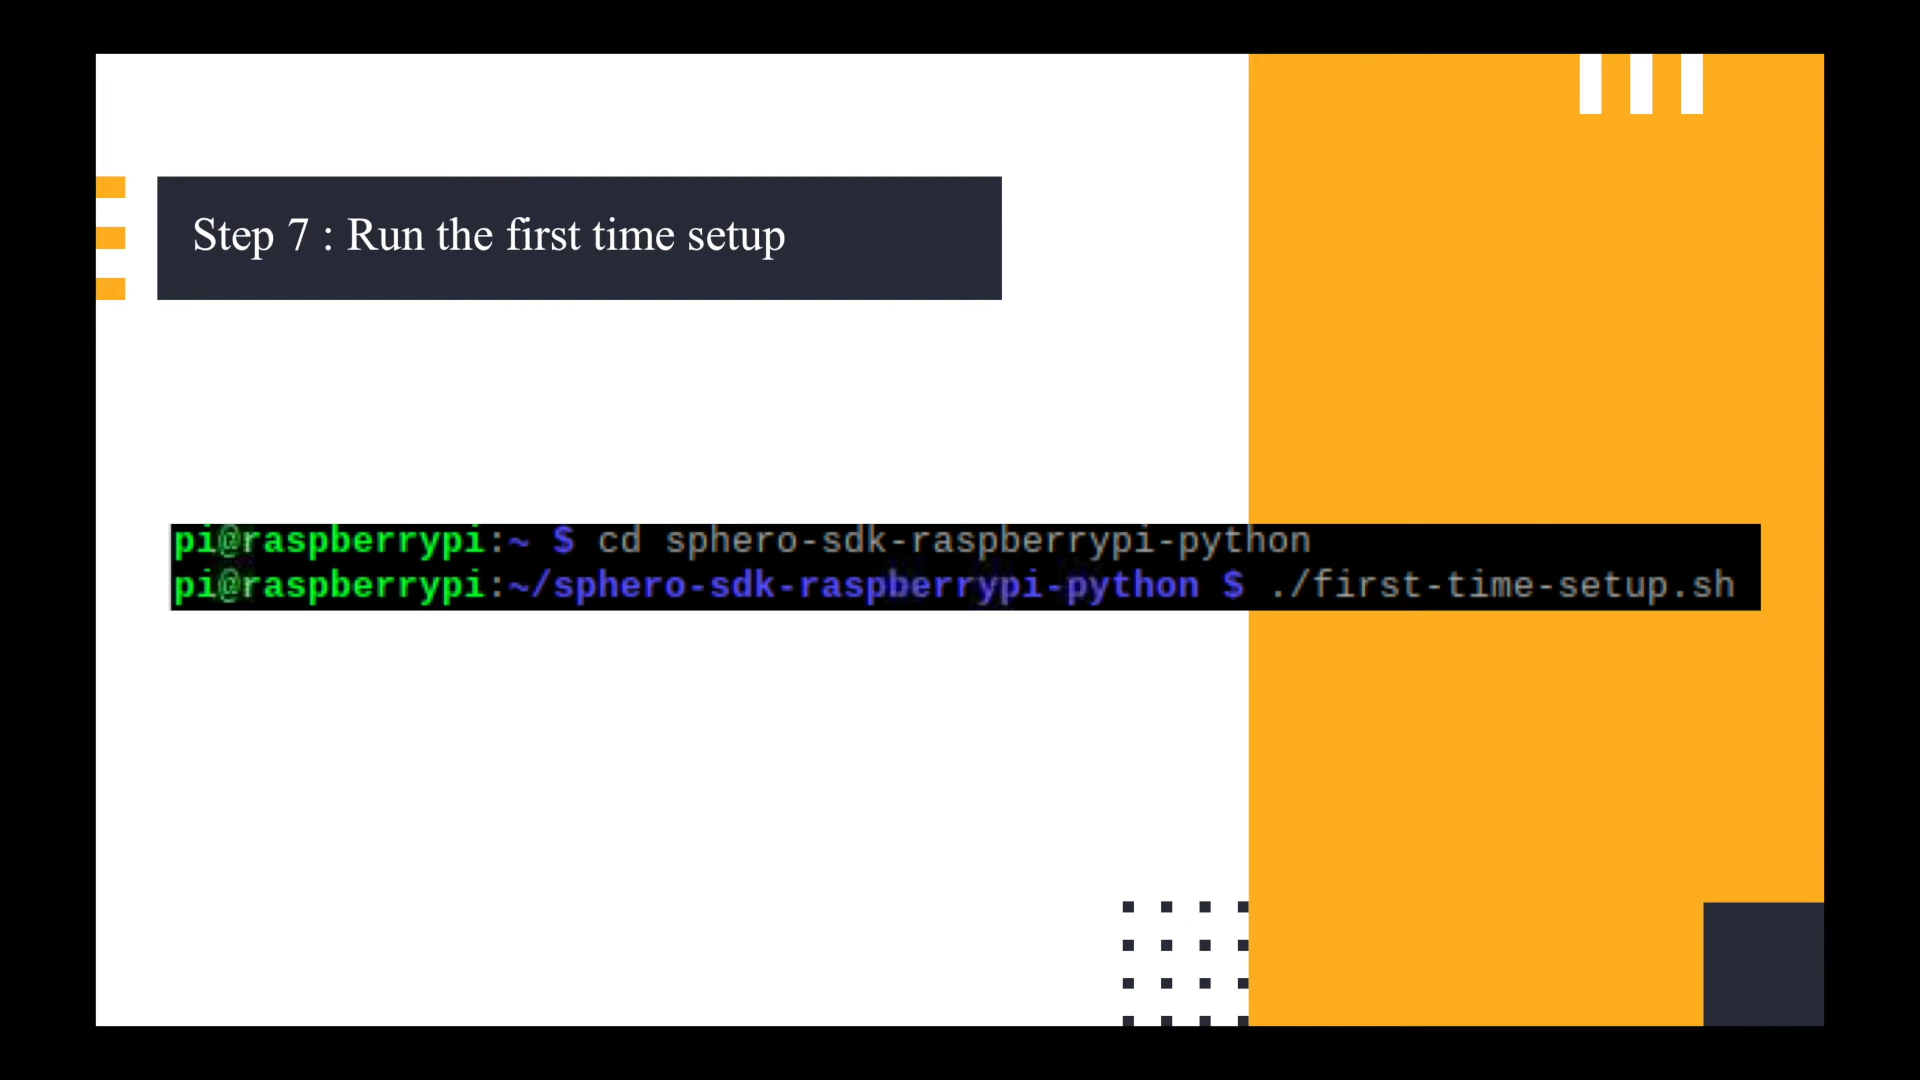 Step 7 : Run the first time setup
pi@raspberrypi:~ $ cd sphero-sdk-raspberrypi-python
pi@raspberrypi:~/sphero-sdk-raspberrypi-python $ ./first-time-setup.sh